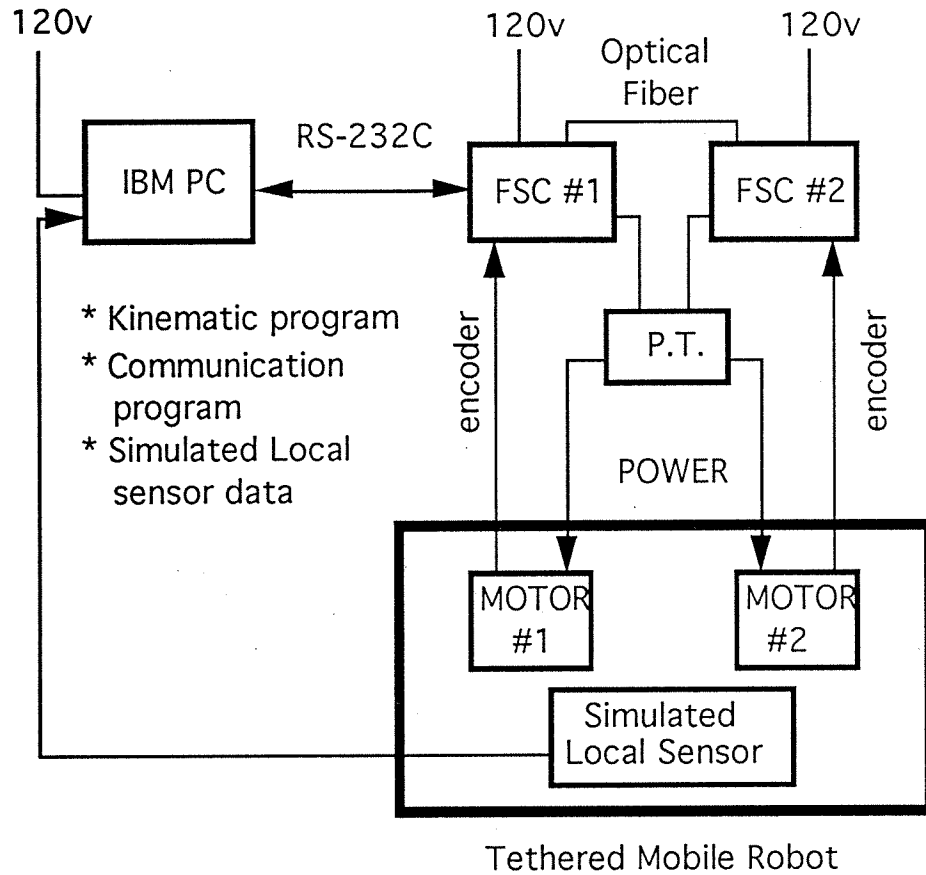 120v
120v
120v
Optical
Fiber
RS-232C
IBM PC
FSC #1
FSC #2
* Kinematic program
* Communication
program
* Simulated Local
sensor data
encoder
P.T.
encoder
POWER
MOTOR
#1
MOTOR
#2
Simulated
Local Sensor
Tethered Mobile Robot